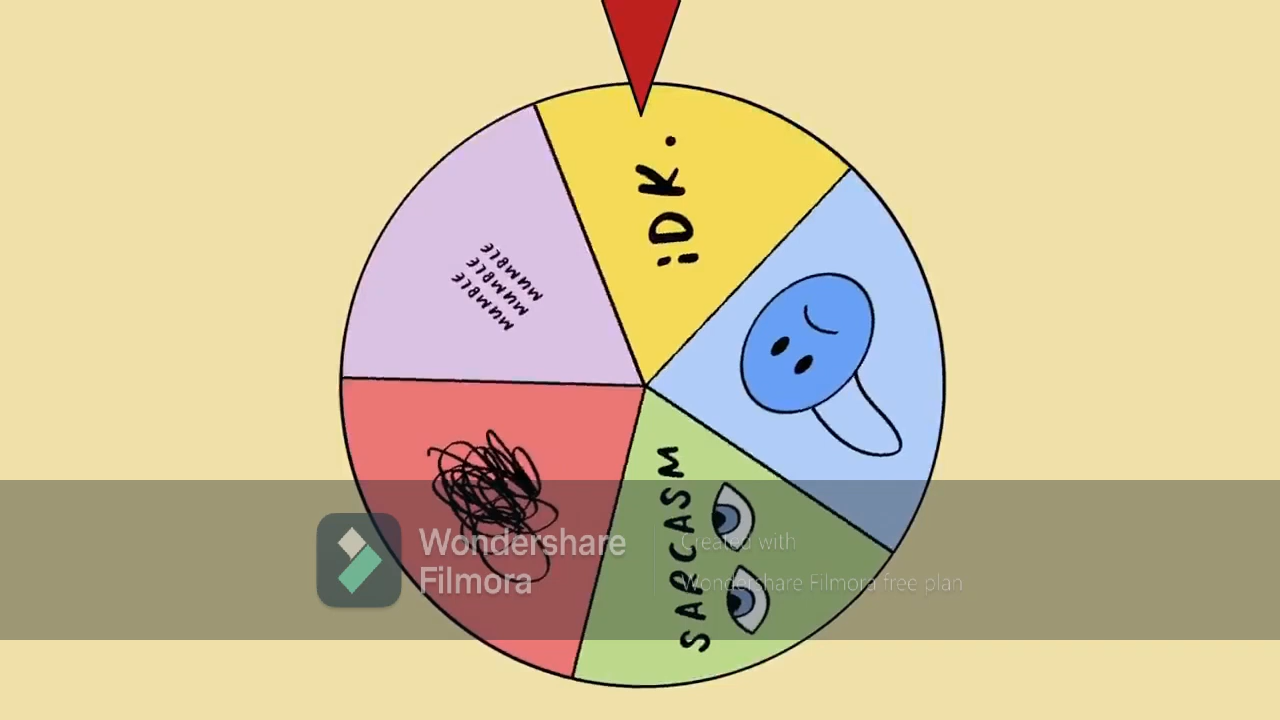 iDK.
MUMBLE
MUMBLE
MUMBLE
SARCASM
Wondershare
Filmora
Created with
Wondershare Filmora free plan